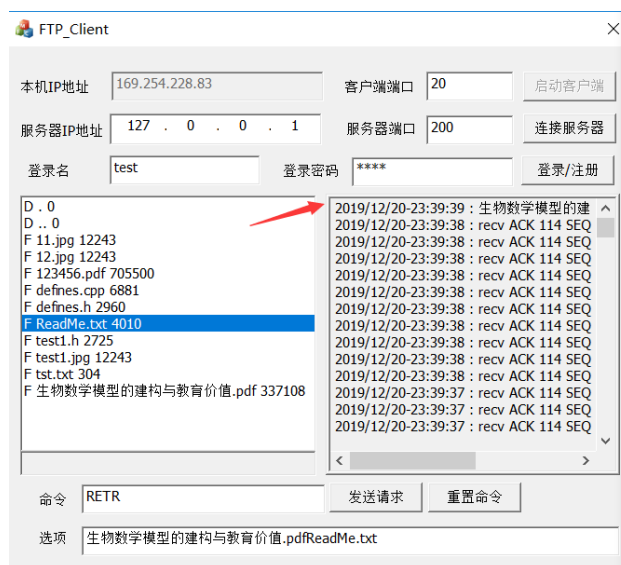 FTP_Client
本机IP地址 169.254.228.83 客户端端口 20 启动客户端
服务器IP地址 127 . 0 . 0 . 1 服务器端口 200 连接服务器
登录名 test 登录密码 **** 登录/注册
D . 0
D .. 0
F 11.jpg 12243
F 12.jpg 12243
F 123456.pdf 705500
F defines.cpp 6881
F defines.h 2960
F ReadMe.txt 4010
F test1.h 2725
F test1.jpg 12243
F tst.txt 304
F 生物数学模型的建构与教育价值.pdf 337108
2019/12/20-23:39:39 : 生物数学模型的建
2019/12/20-23:39:38 : recv ACK 114 SEQ
2019/12/20-23:39:38 : recv ACK 114 SEQ
2019/12/20-23:39:38 : recv ACK 114 SEQ
2019/12/20-23:39:38 : recv ACK 114 SEQ
2019/12/20-23:39:38 : recv ACK 114 SEQ
2019/12/20-23:39:38 : recv ACK 114 SEQ
2019/12/20-23:39:38 : recv ACK 114 SEQ
2019/12/20-23:39:38 : recv ACK 114 SEQ
2019/12/20-23:39:38 : recv ACK 114 SEQ
2019/12/20-23:39:38 : recv ACK 114 SEQ
2019/12/20-23:39:37 : recv ACK 114 SEQ
2019/12/20-23:39:37 : recv ACK 114 SEQ
2019/12/20-23:39:37 : recv ACK 114 SEQ
命令 RETR 发送请求 重置命令
选项 生物数学模型的建构与教育价值.pdfReadMe.txt